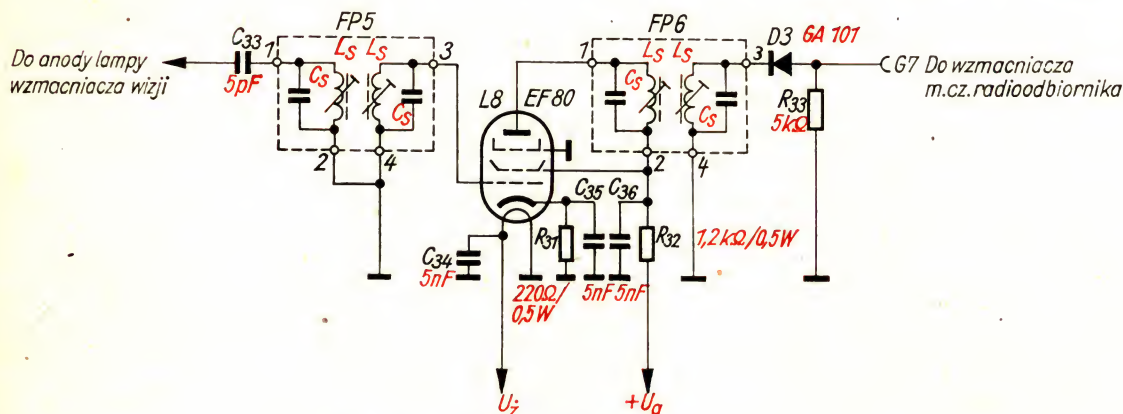 FP5
FP6
D3 GA 101
C33
5pF
1
Ls Ls
3
Cs
Cs
2
4
Do anody lampy
wzmacniacza wizji
L8 EF80
1
Ls Ls
3
Cs
Cs
2
4
G7 Do wzmacniacza
m.cz. radioodbiornika
R33
5kΩ
C34
5nF
R31
220Ω/
0,5W
C35
5nF
C36
5nF
R32
1,2kΩ/0,5W
Uż
+Ua